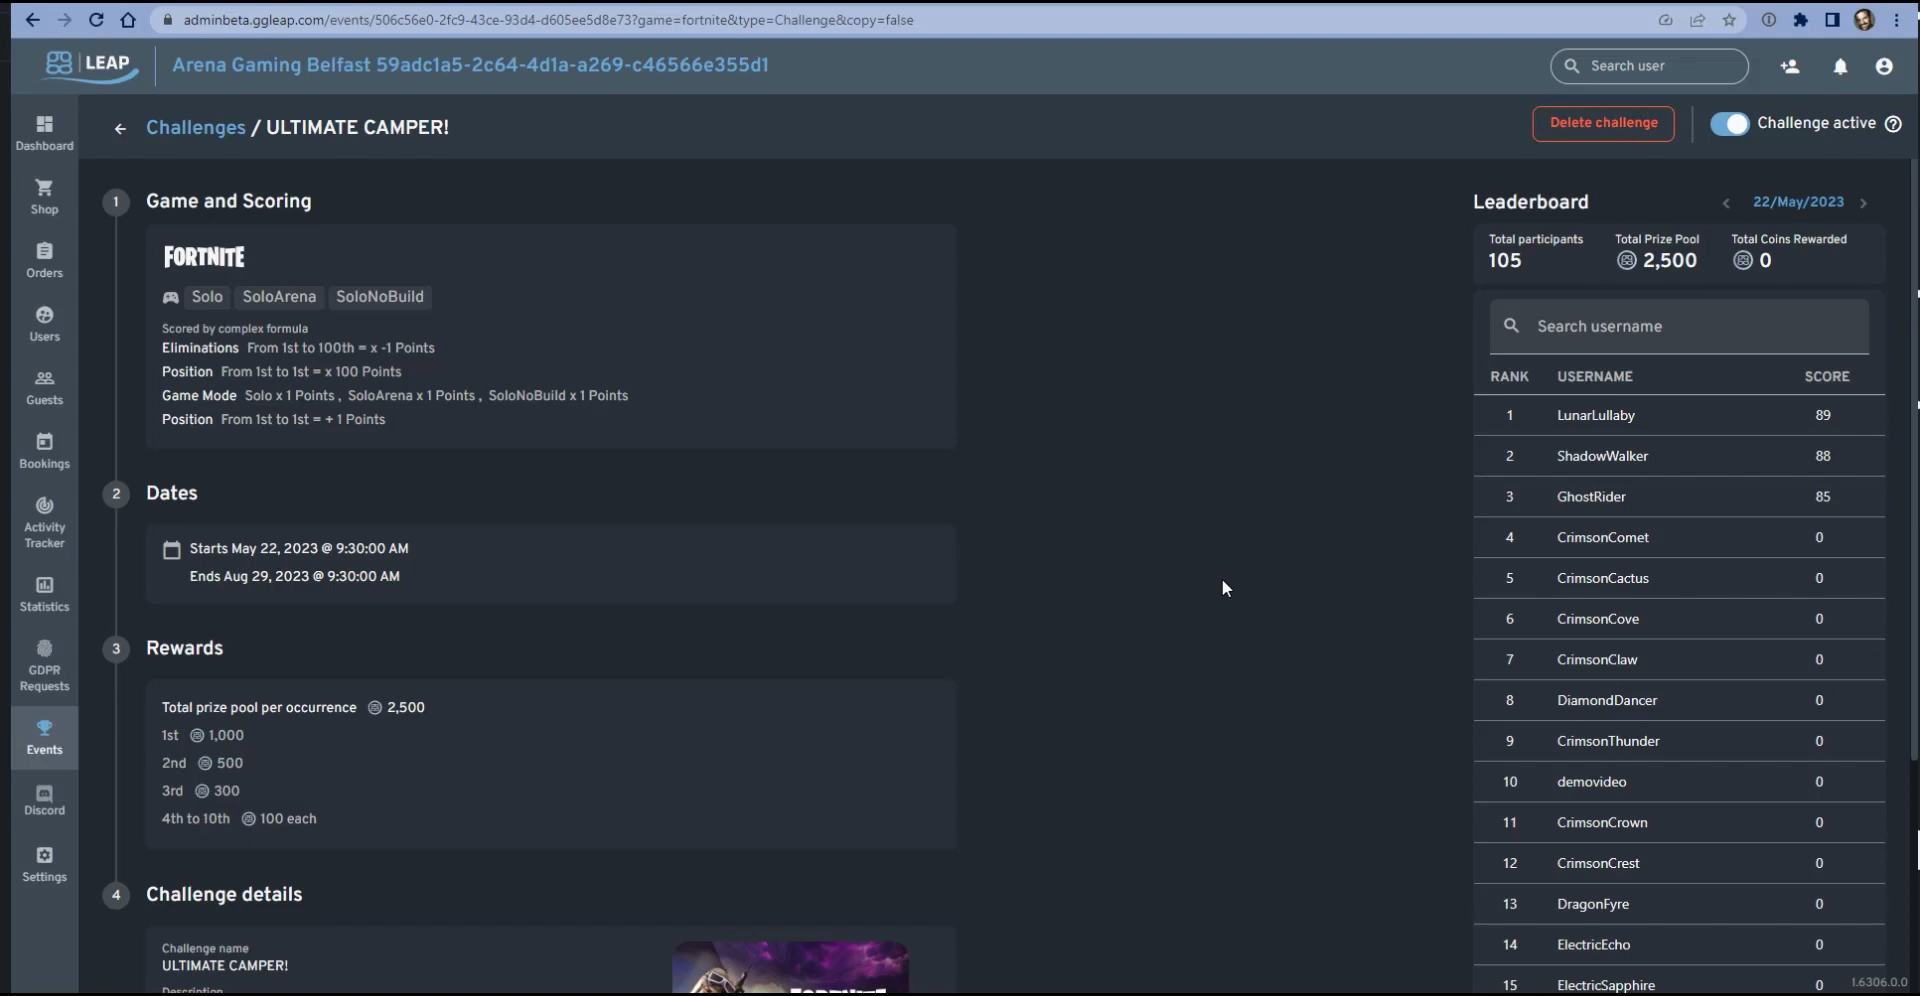 adminbeta.ggleap.com/events/506c56e0-2fc9-43ce-93d4-d605ee5d8e73?game=fortnite&type=Challenge&copy=false
LEAP
Arena Gaming Belfast 59adc1a5-2c64-4d1a-a269-c46566e355d1
Search user
Dashboard
Shop
Orders
Users
Guests
Bookings
Activity
Tracker
Statistics
GDPR
Requests
Events
Discord
Settings
Challenges / ULTIMATE CAMPER!
Delete challenge
Challenge active
1 Game and Scoring
FORTNITE
Solo SoloArena SoloNoBuild
Scored by complex formula
Eliminations From 1st to 100th = x -1 Points
Position From 1st to 1st = x 100 Points
Game Mode Solo x 1 Points , SoloArena x 1 Points , SoloNoBuild x 1 Points
Position From 1st to 1st = + 1 Points
2 Dates
Starts May 22, 2023 @ 9:30:00 AM
Ends Aug 29, 2023 @ 9:30:00 AM
3 Rewards
Total prize pool per occurrence 2,500
1st 1,000
2nd 500
3rd 300
4th to 10th 100 each
4 Challenge details
Challenge name
ULTIMATE CAMPER!
Description
FORTNITE
Leaderboard
22/May/2023
Total participants Total Prize Pool Total Coins Rewarded
105 2,500 0
Search username
RANK USERNAME SCORE
1 LunarLullaby 89
2 ShadowWalker 88
3 GhostRider 85
4 CrimsonComet 0
5 CrimsonCactus 0
6 CrimsonCove 0
7 CrimsonClaw 0
8 DiamondDancer 0
9 CrimsonThunder 0
10 demovideo 0
11 CrimsonCrown 0
12 CrimsonCrest 0
13 DragonFyre 0
14 ElectricEcho 0
15 ElectricSapphire 0
1.6306.0.0